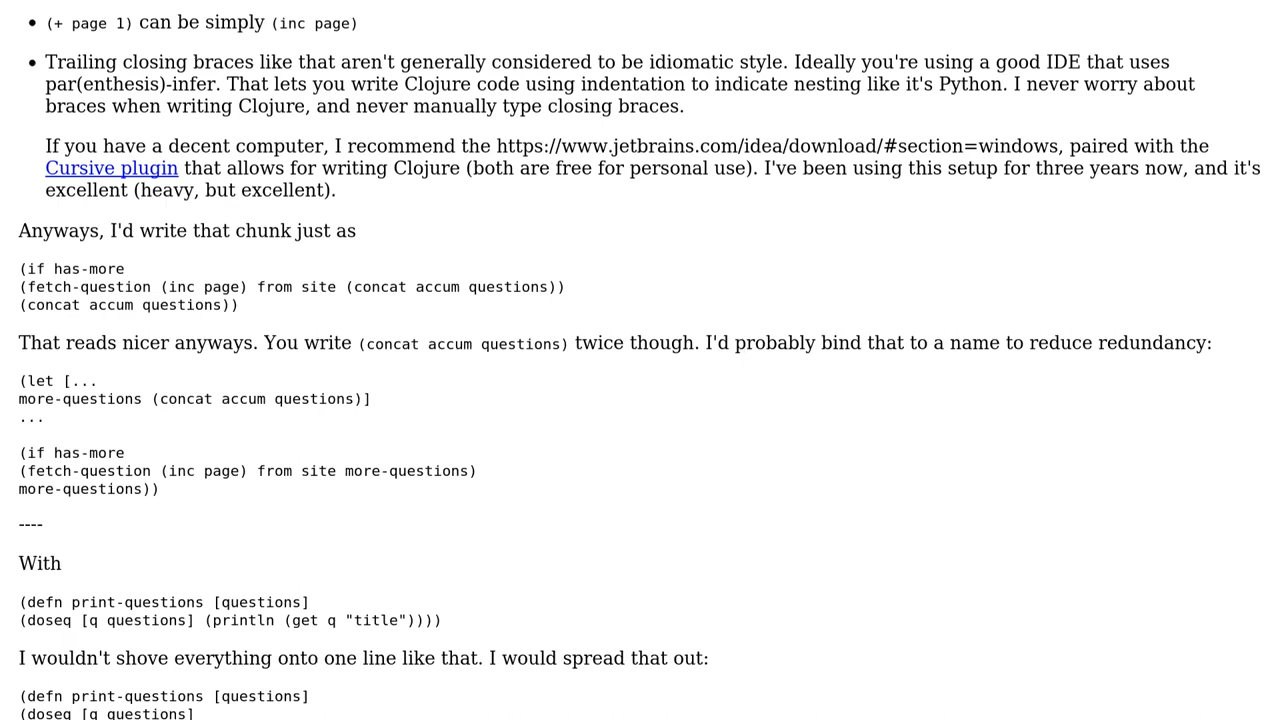 • (+ page 1) can be simply (inc page)
• Trailing closing braces like that aren't generally considered to be idiomatic style. Ideally you're using a good IDE that uses
par(enthesis)-infer. That lets you write Clojure code using indentation to indicate nesting like it's Python. I never worry about
braces when writing Clojure, and never manually type closing braces.
If you have a decent computer, I recommend the https://www.jetbrains.com/idea/download/#section=windows, paired with the
Cursive plugin that allows for writing Clojure (both are free for personal use). I've been using this setup for three years now, and it's
excellent (heavy, but excellent).
Anyways, I'd write that chunk just as
(if has-more
(fetch-question (inc page) from site (concat accum questions))
(concat accum questions))
That reads nicer anyways. You write (concat accum questions) twice though. I'd probably bind that to a name to reduce redundancy:
(let [...
more-questions (concat accum questions)]
...
(if has-more
(fetch-question (inc page) from site more-questions)
more-questions))
----
With
(defn print-questions [questions]
(doseq [q questions] (println (get q "title"))))
I wouldn't shove everything onto one line like that. I would spread that out:
(defn print-questions [questions]
(doseq [q questions]